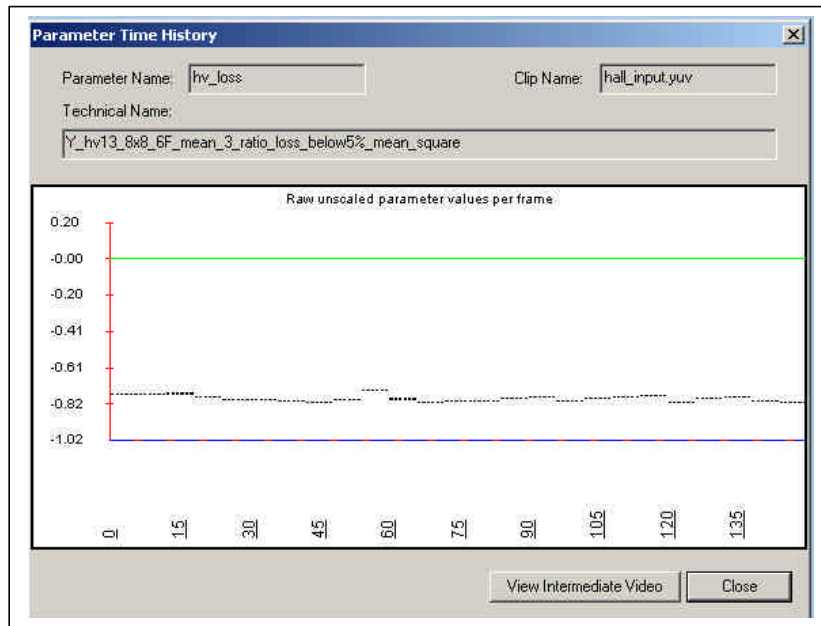 Parameter Time History
Parameter Name: hv_loss Clip Name: hall_input.yuv
Technical Name:
Y_hv13_8x8_6F_mean_3_ratio_loss_below5%_mean_square
Raw unscaled parameter values per frame
0.20
-0.00
-0.20
-0.41
-0.61
-0.82
-1.02
0 15 30 45 60 75 90 105 120 135
View Intermediate Video Close